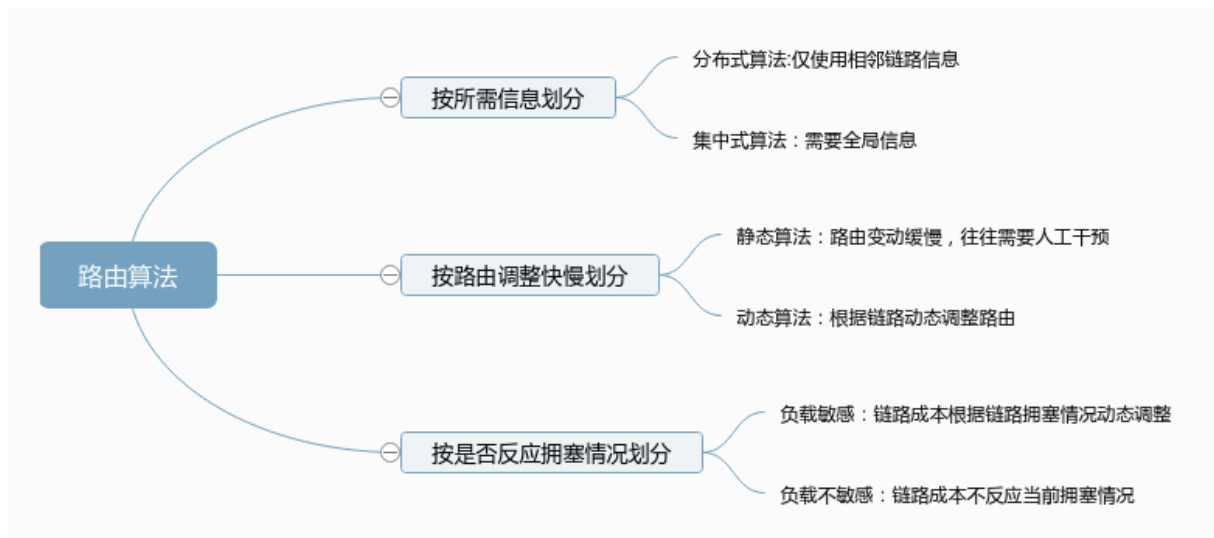 路由算法
按所需信息划分
分布式算法:仅使用相邻链路信息
集中式算法：需要全局信息
按路由调整快慢划分
静态算法：路由变动缓慢，往往需要人工干预
动态算法：根据链路动态调整路由
按是否反应拥塞情况划分
负载敏感：链路成本根据链路拥塞情况动态调整
负载不敏感：链路成本不反应当前拥塞情况